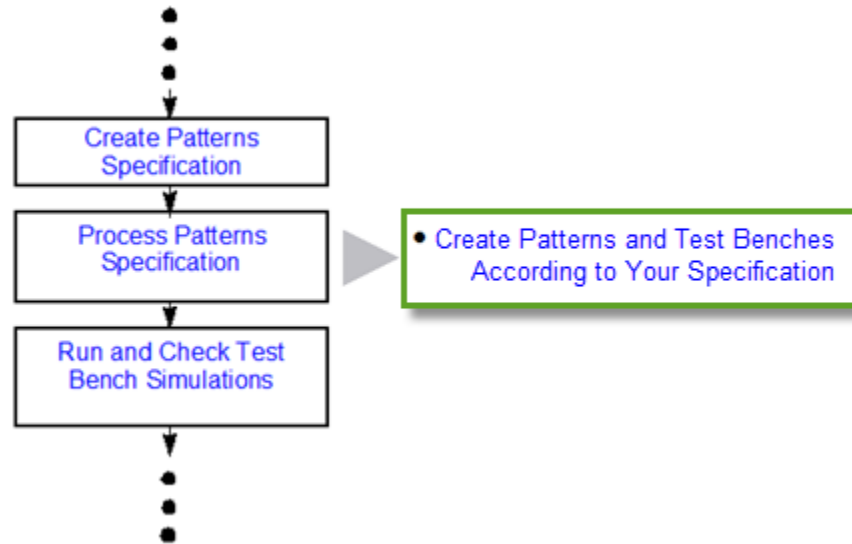 Create Patterns
Specification
Process Patterns
Specification
• Create Patterns and Test Benches
According to Your Specification
Run and Check Test
Bench Simulations